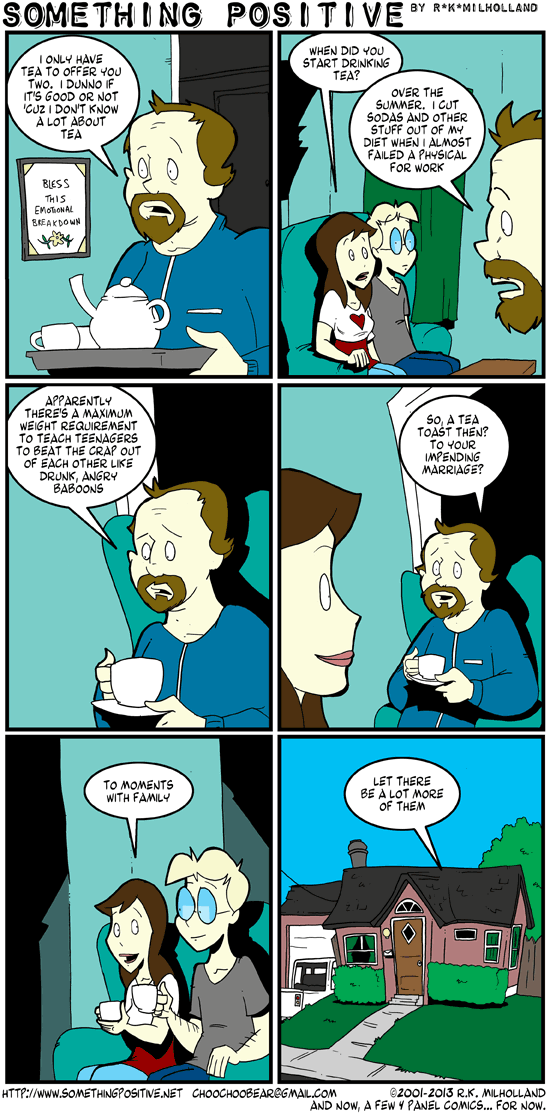 SOMETHING POSITIVE BY R*K*MILHOLLAND
I ONLY HAVE
TEA TO OFFER YOU
TWO. I DUNNO IF
IT'S GOOD OR NOT
'CUZ I DON'T KNOW
A LOT ABOUT
TEA
BLESS
THIS
EMOTIONAL
BREAKDOWN
WHEN DID YOU
START DRINKING
TEA?
OVER THE
SUMMER. I CUT
SODAS AND OTHER
STUFF OUT OF MY
DIET WHEN I ALMOST
FAILED A PHYSICAL
FOR WORK
APPARENTLY
THERE'S A MAXIMUM
WEIGHT REQUIREMENT
TO TEACH TEENAGERS
TO BEAT THE CRAP OUT
OF EACH OTHER LIKE
DRUNK, ANGRY
BABOONS
SO, A TEA
TOAST THEN?
TO YOUR
IMPENDING
MARRIAGE?
TO MOMENTS
WITH FAMILY
LET THERE
BE A LOT MORE
OF THEM
HTTP://WWW.SOMETHINGPOSITIVE.NET CHOOCHOOBEAR@GMAIL.COM ©2001-2013 R.K. MILHOLLAND
AND NOW, A FEW 4 PANEL COMICS... FOR NOW.